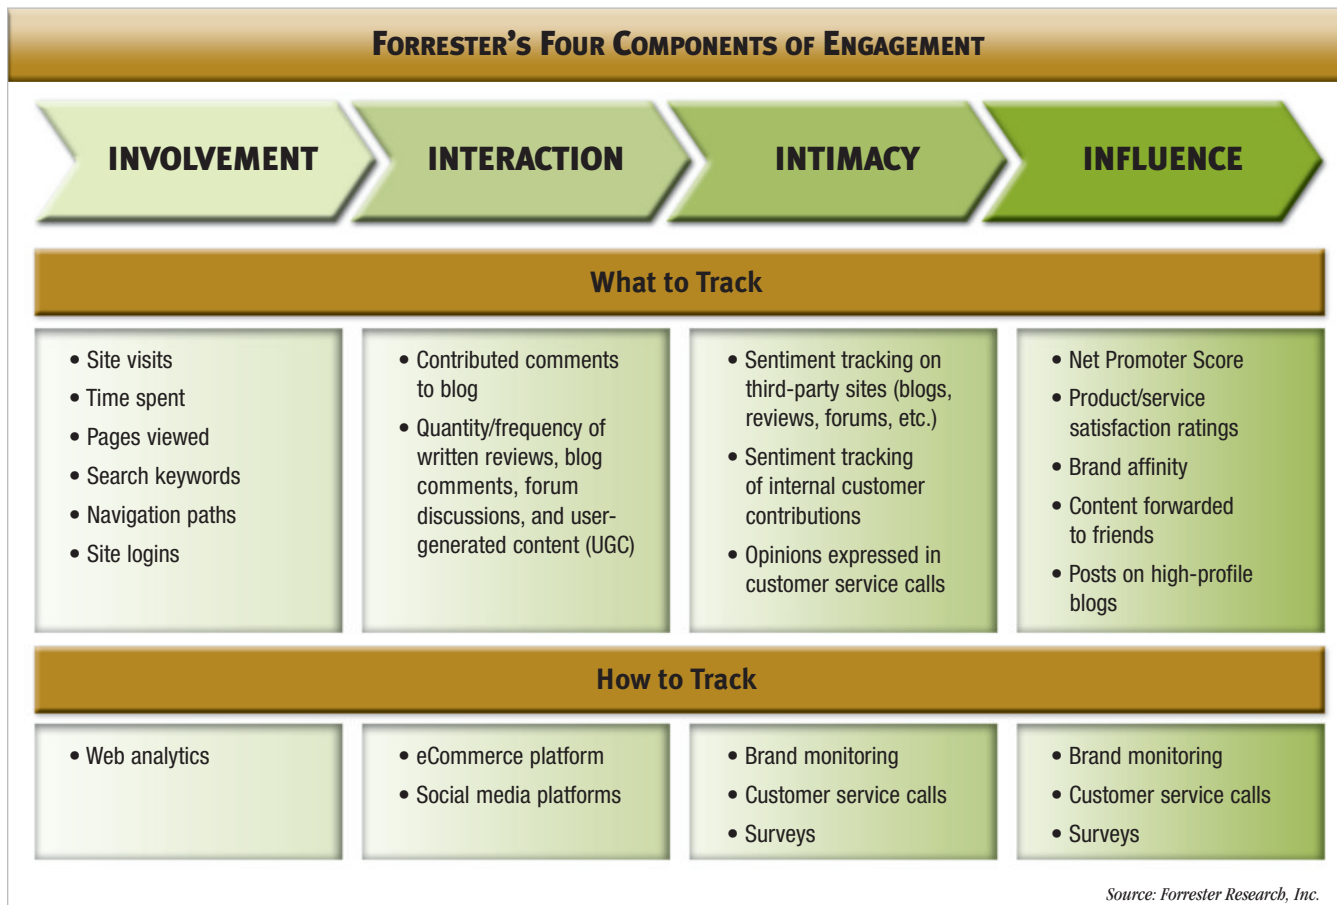 FORRESTER'S FOUR COMPONENTS OF ENGAGEMENT
INVOLVEMENT
INTERACTION
INTIMACY
INFLUENCE
What to Track
• Site visits
• Time spent
• Pages viewed
• Search keywords
• Navigation paths
• Site logins
• Contributed comments
to blog
• Quantity/frequency of
written reviews, blog
comments, forum
discussions, and user-
generated content (UGC)
• Sentiment tracking on
third-party sites (blogs,
reviews, forums, etc.)
• Sentiment tracking
of internal customer
contributions
• Opinions expressed in
customer service calls
• Net Promoter Score
• Product/service
satisfaction ratings
• Brand affinity
• Content forwarded
to friends
• Posts on high-profile
blogs
How to Track
• Web analytics
• eCommerce platform
• Social media platforms
• Brand monitoring
• Customer service calls
• Surveys
• Brand monitoring
• Customer service calls
• Surveys
Source: Forrester Research, Inc.